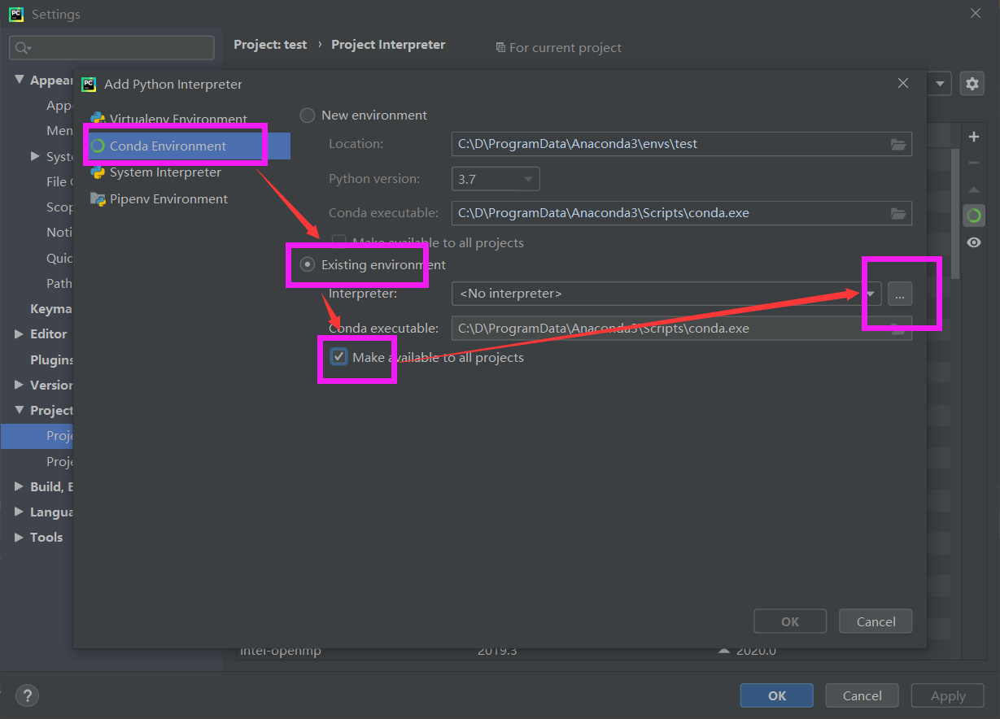 Settings
Project: test › Project Interpreter
For current project
Appear
Add Python Interpreter
App
Men
Syste
File C
Scop
Noti
Quic
Path
Keyma
Editor
Plugins
Version
Project
Proje
Proje
Build, E
Langua
Tools
Virtualenv Environment
Conda Environment
System Interpreter
Pipenv Environment
New environment
Location: C:\D\ProgramData\Anaconda3\envs\test
Python version: 3.7
Conda executable: C:\D\ProgramData\Anaconda3\Scripts\conda.exe
Make available to all projects
Existing environment
Interpreter: <No interpreter> ...
Conda executable: C:\D\ProgramData\Anaconda3\Scripts\conda.exe
Make available to all projects
OK Cancel
intel-openmp 2019.3 2020.0
? OK Cancel Apply